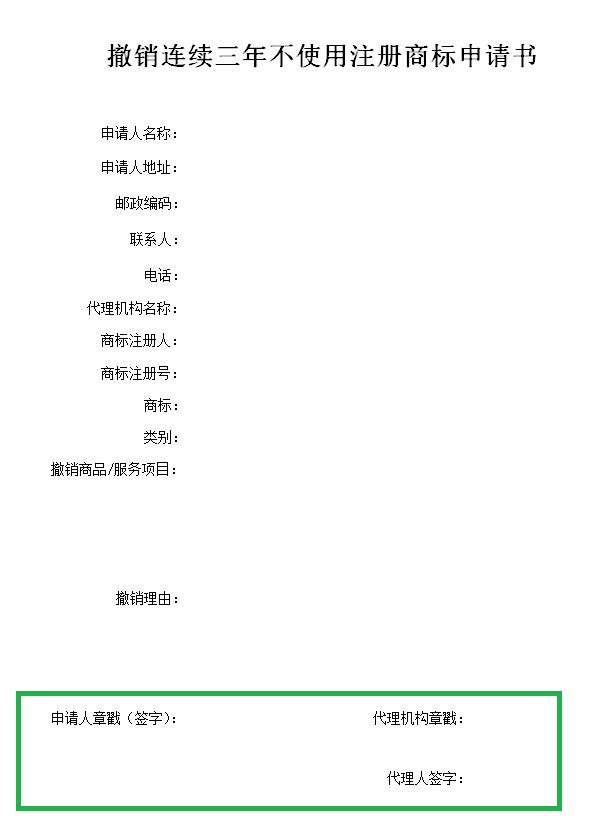 撤销连续三年不使用注册商标申请书
申请人名称：
申请人地址：
邮政编码：
联系人：
电话：
代理机构名称：
商标注册人：
商标注册号：
商标：
类别：
撤销商品/服务项目：
撤销理由：
申请人章戳（签字）： 代理机构章戳：
代理人签字：